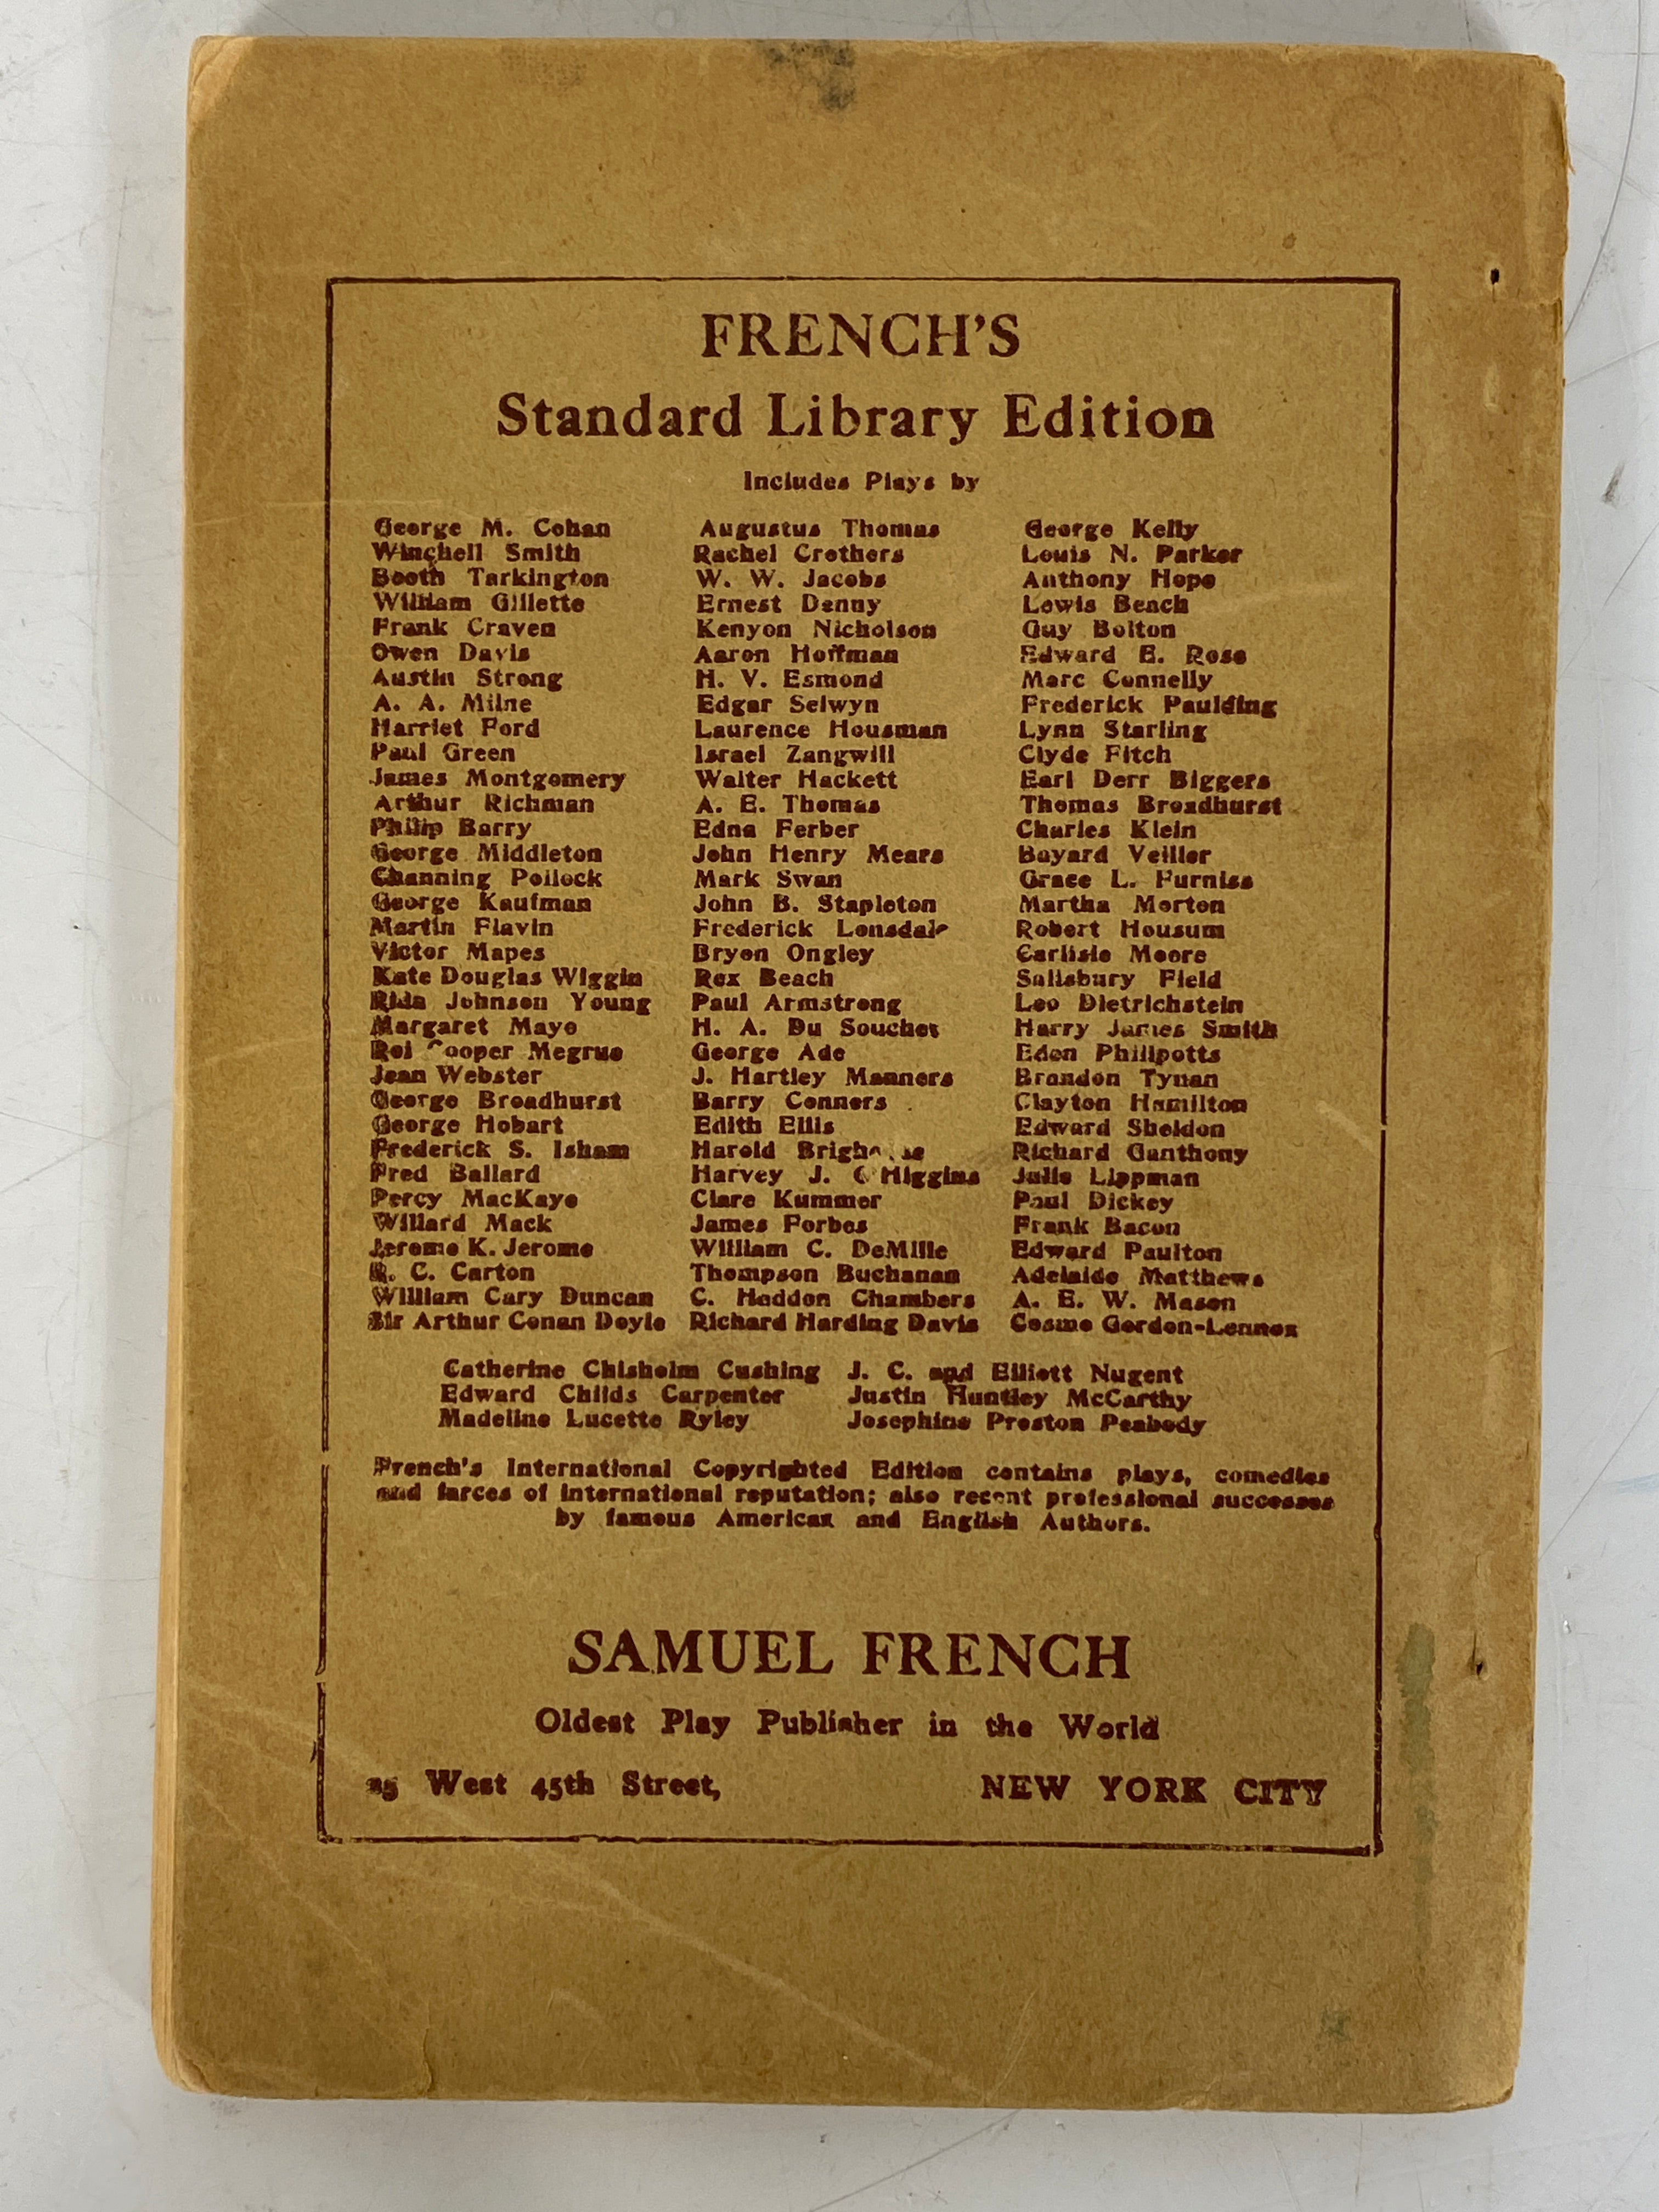 FRENCH'S
Standard Library Edition
Includes Plays by
George M. Cohan
Winchell Smith
Booth Tarkington
William Gillette
Frank Craven
Owen Davis
Austin Strong
A. A. Milne
Harriet Ford
Paul Green
James Montgomery
Arthur Richman
Philip Barry
George Middleton
Channing Pollock
George Kaufman
Martin Flavin
Victor Mapes
Kate Douglas Wiggin
Rida Johnson Young
Margaret Mayo
Roi Cooper Megrue
Jean Webster
George Broadhurst
George Hobart
Frederick S. Isham
Fred Ballard
Percy MacKaye
Willard Mack
Jerome K. Jerome
R. C. Carton
William Cary Duncan
Sir Arthur Conan Doyle
Augustus Thomas
Rachel Crothers
W. W. Jacobs
Ernest Denny
Kenyon Nicholson
Aaron Hoffman
H. V. Esmond
Edgar Selwyn
Laurence Housman
Israel Zangwill
Walter Hackett
A. E. Thomas
Edna Ferber
John Henry Mears
Mark Swan
John B. Stapleton
Frederick Lonsdale
Bryon Ongley
Rex Beach
Paul Armstrong
H. A. Du Souchet
George Ade
J. Hartley Manners
Barry Conners
Edith Ellis
Harold Brighouse
Harvey J. O'Higgins
Clare Kummer
James Forbes
William C. DeMille
Thompson Buchanan
C. Haddon Chambers
Richard Harding Davis
George Kelly
Louis N. Parker
Anthony Hope
Lewis Beach
Guy Bolton
Edward E. Rose
Marc Connelly
Frederick Paulding
Lynn Starling
Clyde Fitch
Earl Derr Biggers
Thomas Broadhurst
Charles Klein
Bayard Veiller
Grace L. Furniss
Martha Morton
Robert Housum
Carlisle Moore
Salisbury Field
Leo Dietrichstein
Harry James Smith
Eden Philipotts
Brandon Tynan
Clayton Hamilton
Edward Sheldon
Richard Ganthony
Julie Lippman
Paul Dickey
Frank Bacon
Edward Paulton
Adelaide Matthews
A. E. W. Mason
Cosmo Gordon-Lennox
Catherine Chisholm Cushing
Edward Childs Carpenter
Madeline Lucette Ryley
J. C. and Elliott Nugent
Justin Huntley McCarthy
Josephine Preston Peabody
French's International Copyrighted Edition contains plays, comedies
and farces of international reputation; also recent professional successes
by famous American and English Authors.
SAMUEL FRENCH
Oldest Play Publisher in the World
25 West 45th Street,
NEW YORK CITY